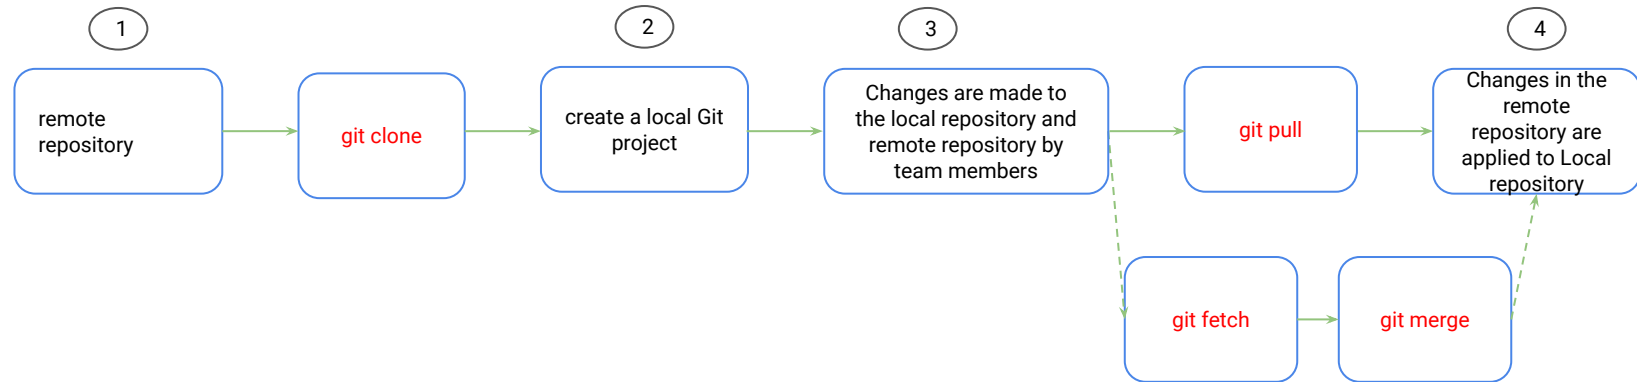 1
2
3
4
remote
repository
git clone
create a local Git
project
Changes are made to
the local repository and
remote repository by
team members
git pull
Changes in the
remote
repository are
applied to Local
repository
git fetch
git merge